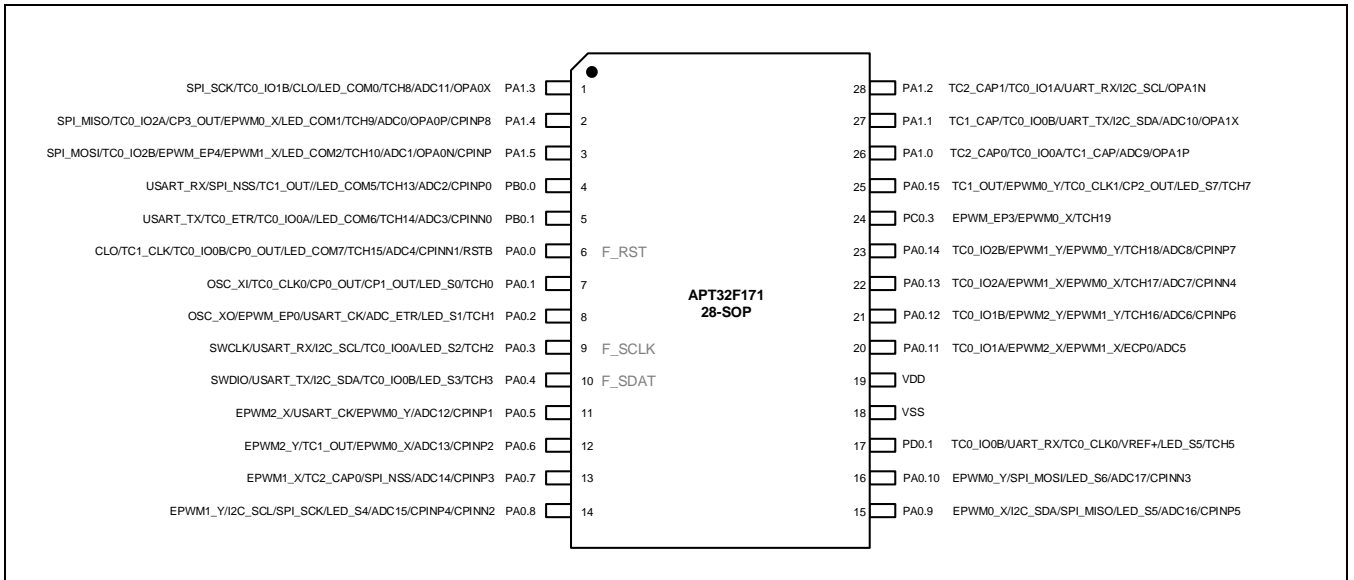 SPI_SCK/TC0_IO1B/CLO/LED_COM0/TCH8/ADC11/OPA0X PA1.3 1
SPI_MISO/TC0_IO2A/CP3_OUT/EPWM0_X/LED_COM1/TCH9/ADC0/OPA0P/CPINP8 PA1.4 2
SPI_MOSI/TC0_IO2B/EPWM_EP4/EPWM1_X/LED_COM2/TCH10/ADC1/OPA0N/CPINP PA1.5 3
USART_RX/SPI_NSS/TC1_OUT//LED_COM5/TCH13/ADC2/CPINP0 PB0.0 4
USART_TX/TC0_ETR/TC0_IO0A//LED_COM6/TCH14/ADC3/CPINN0 PB0.1 5
CLO/TC1_CLK/TC0_IO0B/CP0_OUT/LED_COM7/TCH15/ADC4/CPINN1/RSTB PA0.0 6 F_RST
OSC_XI/TC0_CLK0/CP0_OUT/CP1_OUT/LED_S0/TCH0 PA0.1 7
OSC_XO/EPWM_EP0/USART_CK/ADC_ETR/LED_S1/TCH1 PA0.2 8
SWCLK/USART_RX/I2C_SCL/TC0_IO0A/LED_S2/TCH2 PA0.3 9 F_SCLK
SWDIO/USART_TX/I2C_SDA/TC0_IO0B/LED_S3/TCH3 PA0.4 10 F_SDAT
EPWM2_X/USART_CK/EPWM0_Y/ADC12/CPINP1 PA0.5 11
EPWM2_Y/TC1_OUT/EPWM0_X/ADC13/CPINP2 PA0.6 12
EPWM1_X/TC2_CAP0/SPI_NSS/ADC14/CPINP3 PA0.7 13
EPWM1_Y/I2C_SCL/SPI_SCK/LED_S4/ADC15/CPINP4/CPINN2 PA0.8 14
APT32F171
28-SOP
28 PA1.2 TC2_CAP1/TC0_IO1A/UART_RX/I2C_SCL/OPA1N
27 PA1.1 TC1_CAP/TC0_IO0B/UART_TX/I2C_SDA/ADC10/OPA1X
26 PA1.0 TC2_CAP0/TC0_IO0A/TC1_CAP/ADC9/OPA1P
25 PA0.15 TC1_OUT/EPWM0_Y/TC0_CLK1/CP2_OUT/LED_S7/TCH7
24 PC0.3 EPWM_EP3/EPWM0_X/TCH19
23 PA0.14 TC0_IO2B/EPWM1_Y/EPWM0_Y/TCH18/ADC8/CPINP7
22 PA0.13 TC0_IO2A/EPWM1_X/EPWM0_X/TCH17/ADC7/CPINN4
21 PA0.12 TC0_IO1B/EPWM2_Y/EPWM1_Y/TCH16/ADC6/CPINP6
20 PA0.11 TC0_IO1A/EPWM2_X/EPWM1_X/ECP0/ADC5
19 VDD
18 VSS
17 PD0.1 TC0_IO0B/UART_RX/TC0_CLK0/VREF+/LED_S5/TCH5
16 PA0.10 EPWM0_Y/SPI_MOSI/LED_S6/ADC17/CPINN3
15 PA0.9 EPWM0_X/I2C_SDA/SPI_MISO/LED_S5/ADC16/CPINP5